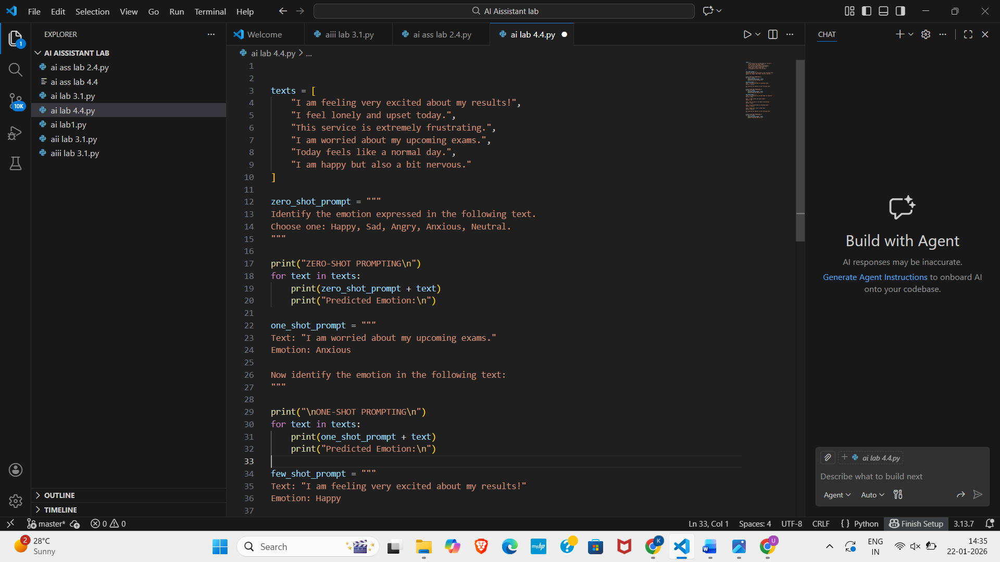 File Edit Selection View Go Run Terminal Help
AI Aissistant lab
EXPLORER
1
AI AISSISTANT LAB
ai ass lab 2.4.py
ai ass lab 4.4
ai lab 3.1.py
ai lab 4.4.py
ai lab1.py
aii lab 3.1.py
aiii lab 3.1.py
10K
OUTLINE
TIMELINE
Welcome
aiii lab 3.1.py
ai ass lab 2.4.py
ai lab 4.4.py
ai lab 4.4.py > ...
1
2
3 texts = [
4 "I am feeling very excited about my results!",
5 "I feel lonely and upset today.",
6 "This service is extremely frustrating.",
7 "I am worried about my upcoming exams.",
8 "Today feels like a normal day.",
9 "I am happy but also a bit nervous."
10 ]
11
12 zero_shot_prompt = """
13 Identify the emotion expressed in the following text.
14 Choose one: Happy, Sad, Angry, Anxious, Neutral.
15 """
16
17 print("ZERO-SHOT PROMPTING\n")
18 for text in texts:
19 print(zero_shot_prompt + text)
20 print("Predicted Emotion:\n")
21
22 one_shot_prompt = """
23 Text: "I am worried about my upcoming exams."
24 Emotion: Anxious
25
26 Now identify the emotion in the following text:
27 """
28
29 print("\nONE-SHOT PROMPTING\n")
30 for text in texts:
31 print(one_shot_prompt + text)
32 print("Predicted Emotion:\n")
33
34 few_shot_prompt = """
35 Text: "I am feeling very excited about my results!"
36 Emotion: Happy
37
CHAT
Build with Agent
AI responses may be inaccurate.
Generate Agent Instructions to onboard AI
onto your codebase.
ai lab 4.4.py
Describe what to build next
Agent Auto
master* 0 0
Ln 33, Col 1 Spaces: 4 UTF-8 CRLF { } Python Finish Setup 3.13.7
2
28°C
Sunny
Search
myhp
K
W
U
ENG
IN
14:35
22-01-2026